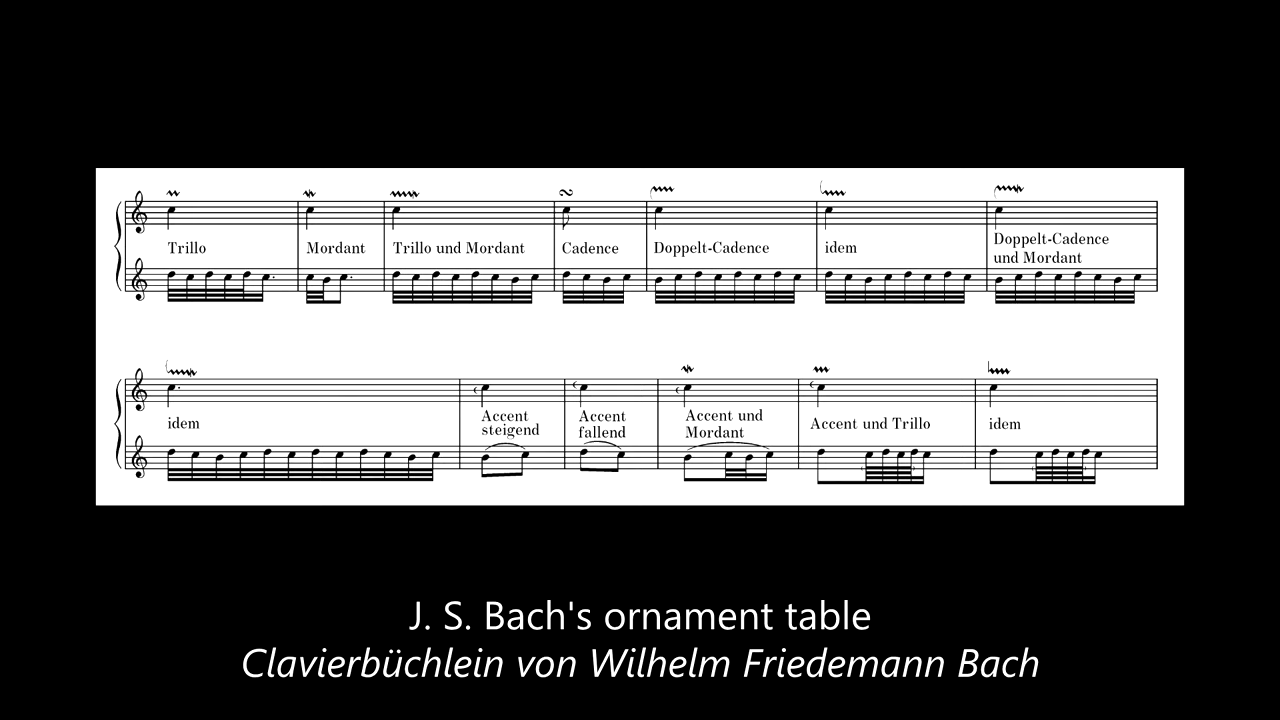 Trillo
Mordant
Trillo und Mordant
Cadence
Doppelt-Cadence
idem
Doppelt-Cadence
und Mordant
idem
Accent
steigend
Accent
fallend
Accent und
Mordant
Accent und Trillo
idem
J. S. Bach's ornament table
Clavierbüchlein von Wilhelm Friedemann Bach